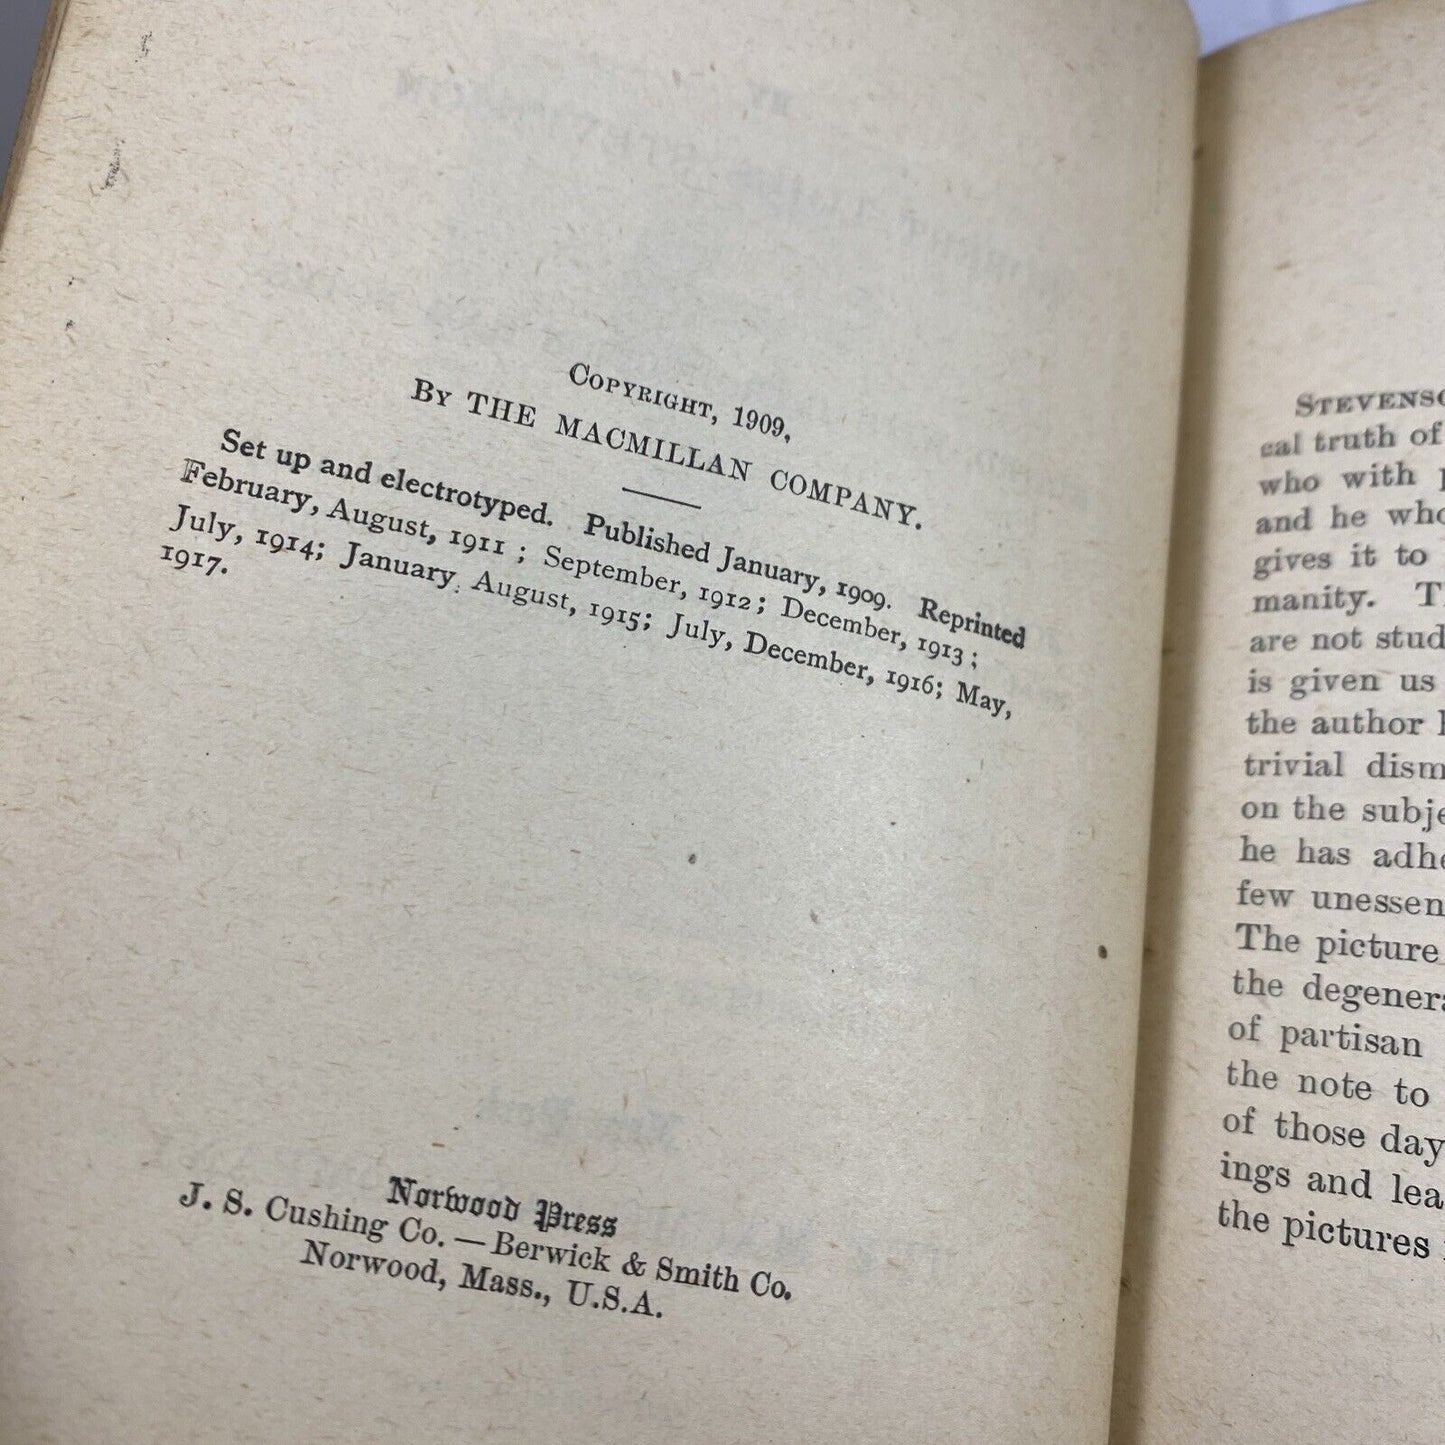 COPYRIGHT, 1909,
BY THE MACMILLAN COMPANY.
Set up and electrotyped. Published January, 1909. Reprinted
February, August, 1911; September, 1912; December, 1913;
July, 1914; January, August, 1915; July, December, 1916; May,
1917.
Norwood Press
J. S. Cushing Co. — Berwick & Smith Co.
Norwood, Mass., U.S.A.
cal truth of
who with
and he who
gives it to
manity.
are not stud
is given us
the author
trivial dism
on the subje
he has adhe
few unessen
The picture
the degenera
of partisan
the note to
of those day
ings and lea
the pictures